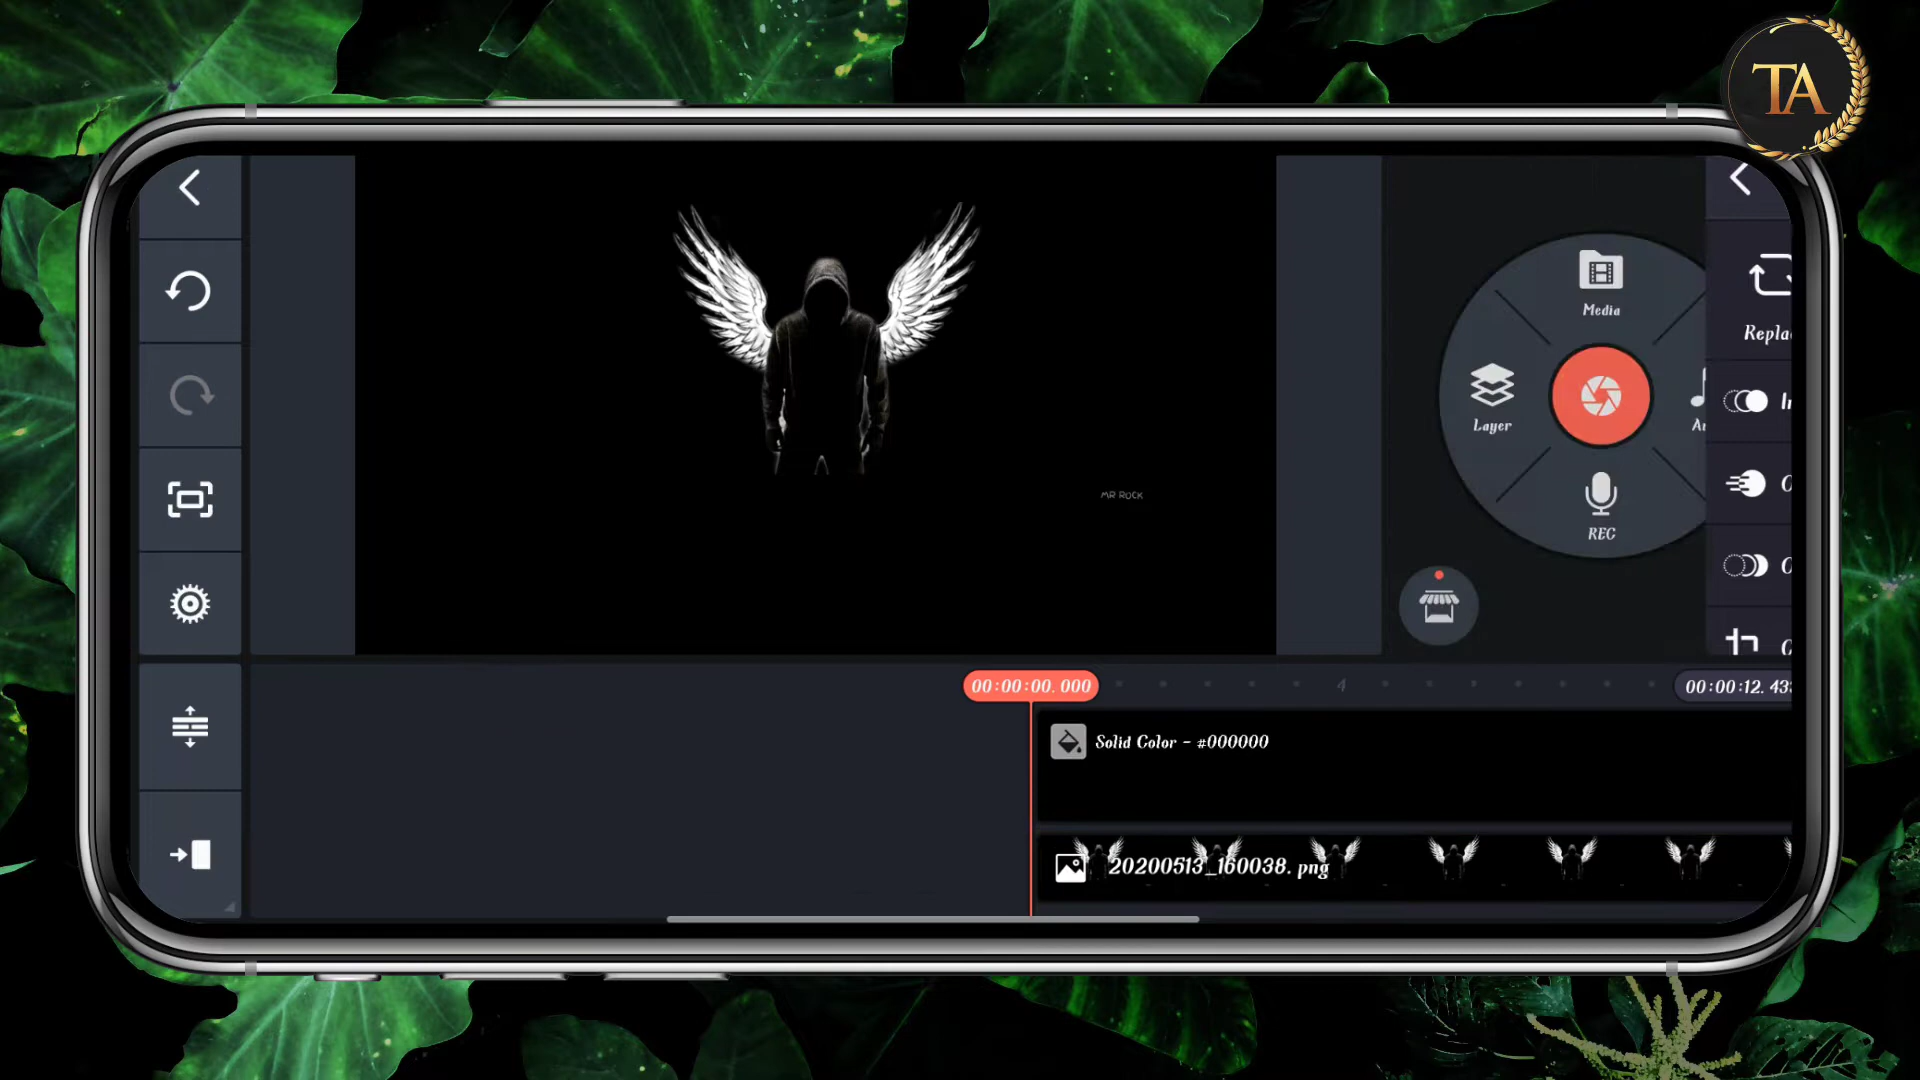 TA
Media
Replac
Layer
REC
MR ROCK
00:00:00.000
4
00:00:12.43
Solid Color - #000000
20200513_160038.png